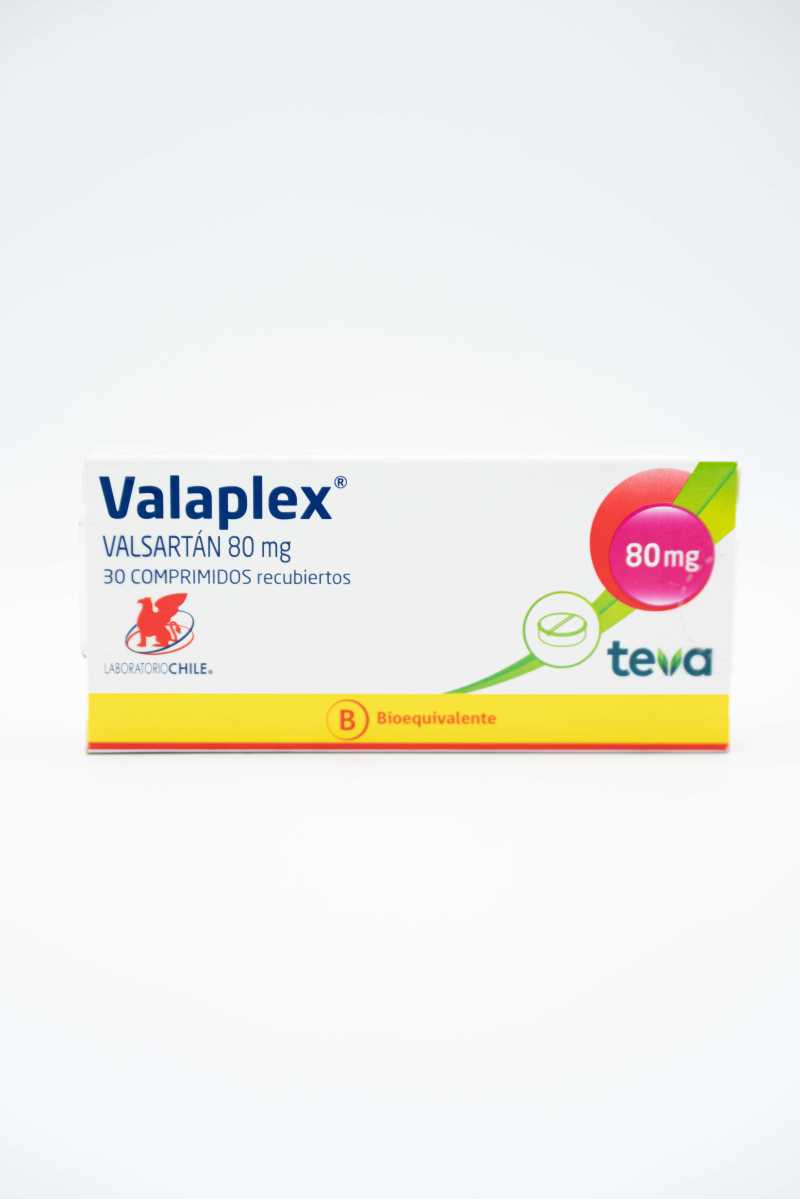 Valaplex®
VALSARTÁN 80 mg
30 COMPRIMIDOS recubiertos
80mg
LABORATORIOCHILE®
teva
B Bioequivalente